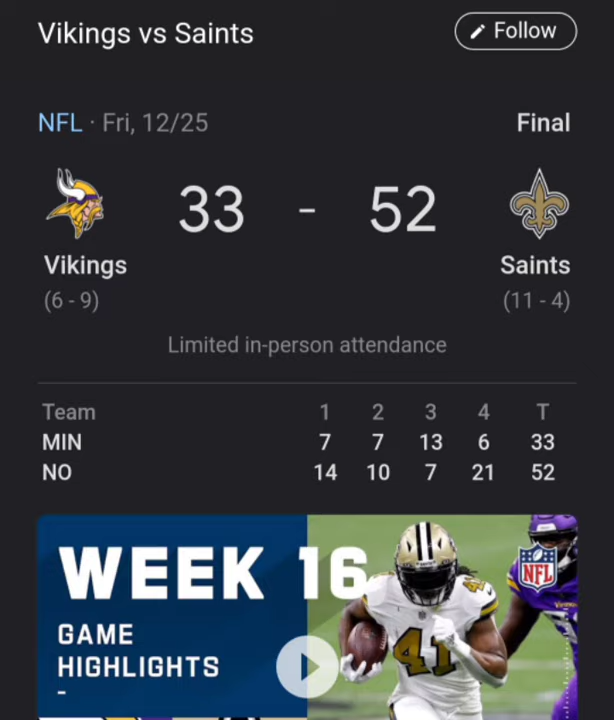 Vikings vs Saints Follow
NFL · Fri, 12/25 Final
33 - 52
Vikings Saints
(6 - 9) (11 - 4)
Limited in-person attendance
Team 1 2 3 4 T
MIN 7 7 13 6 33
NO 14 10 7 21 52
WEEK 16
NFL
GAME
HIGHLIGHTS
-
41